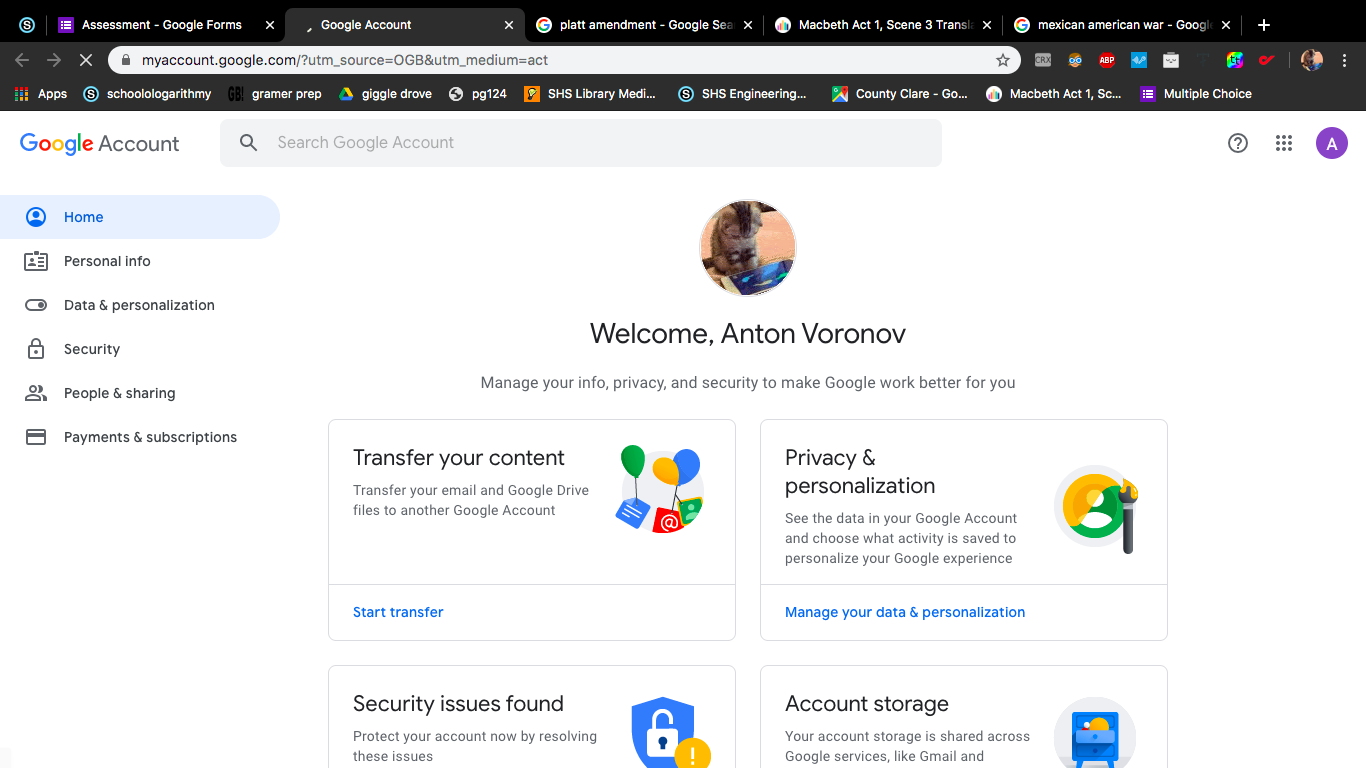 Assessment - Google Forms
Google Account
platt amendment - Google Sea
Macbeth Act 1, Scene 3 Transla
mexican american war - Google
myaccount.google.com/?utm_source=OGB&utm_medium=act
CRX
ABP
Apps
schoolologarithmy
GB!
gramer prep
giggle drove
pg124
SHS Library Medi...
SHS Engineering...
County Clare - Go...
Macbeth Act 1, Sc...
Multiple Choice
Google Account
Search Google Account
A
Home
Personal info
Data & personalization
Security
People & sharing
Payments & subscriptions
Welcome, Anton Voronov
Manage your info, privacy, and security to make Google work better for you
Transfer your content
Transfer your email and Google Drive
files to another Google Account
Start transfer
Privacy &
personalization
See the data in your Google Account
and choose what activity is saved to
personalize your Google experience
Manage your data & personalization
Security issues found
Protect your account now by resolving
these issues
Account storage
Your account storage is shared across
Google services, like Gmail and